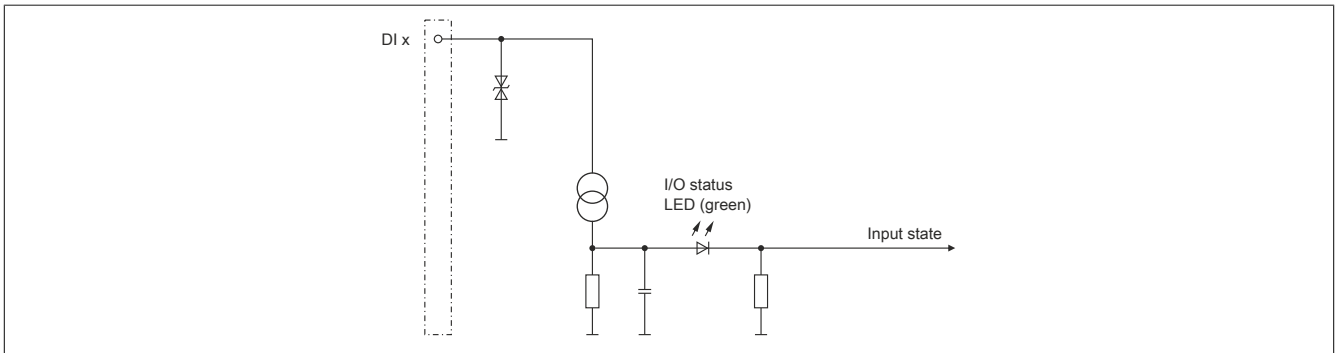 DI x
I/O status
LED (green)
Input state